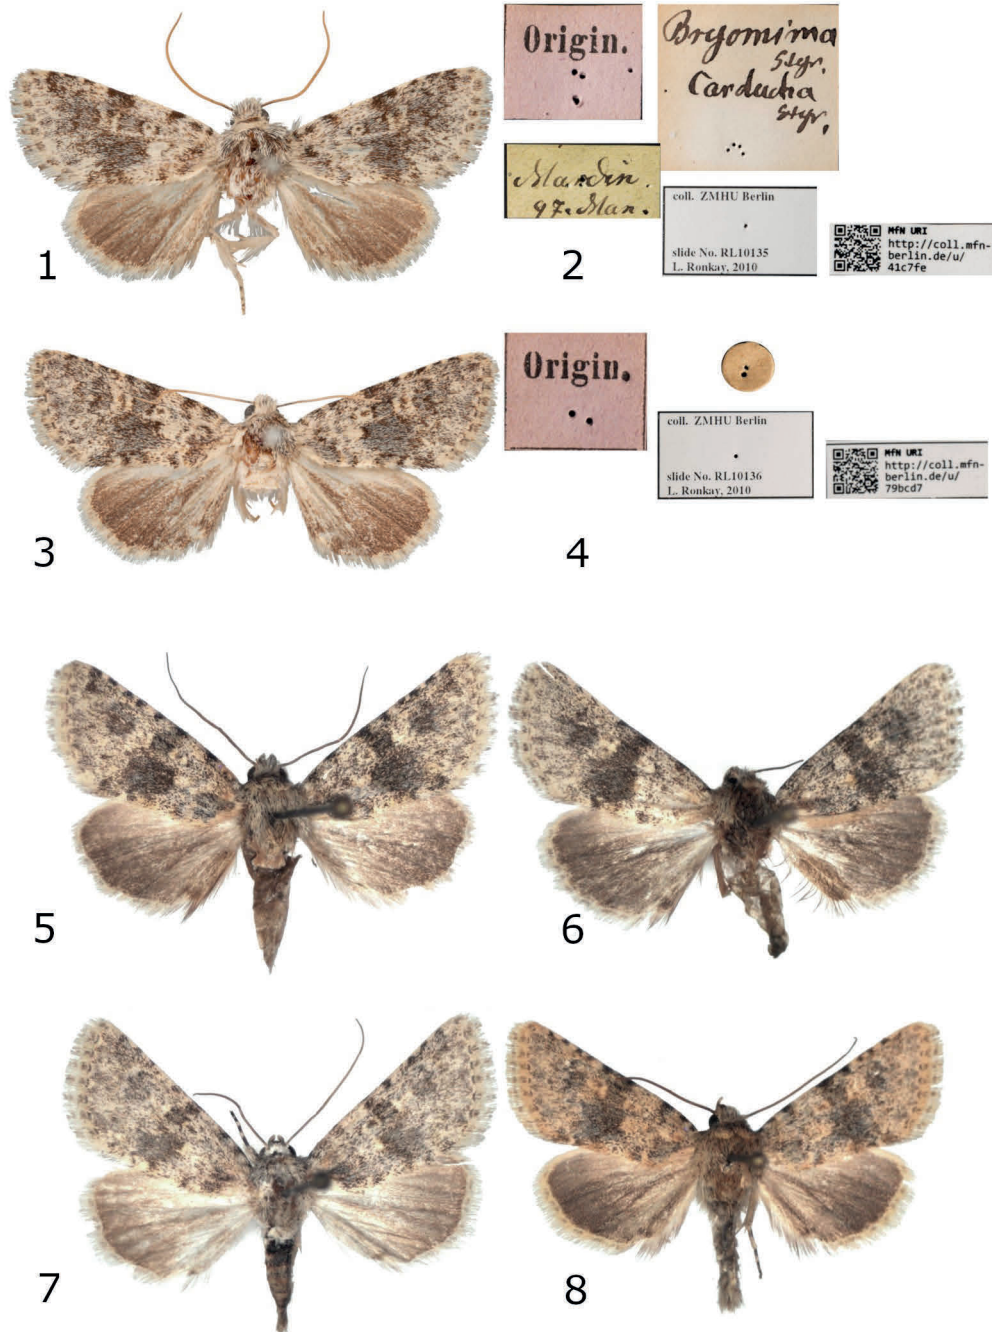 Origin.
Bryomima
Stgr.
Carducha
Stgr.
Mardin.
97. Man.
coll. ZMHU Berlin
slide No. RL10135
L. Ronkay, 2010
MfN URI
http://coll.mfn-
berlin.de/u/
41c7fe
1
2
Origin.
coll. ZMHU Berlin
slide No. RL10136
L. Ronkay, 2010
MfN URI
http://coll.mfn-
berlin.de/u/
79bcd7
3
4
5
6
7
8